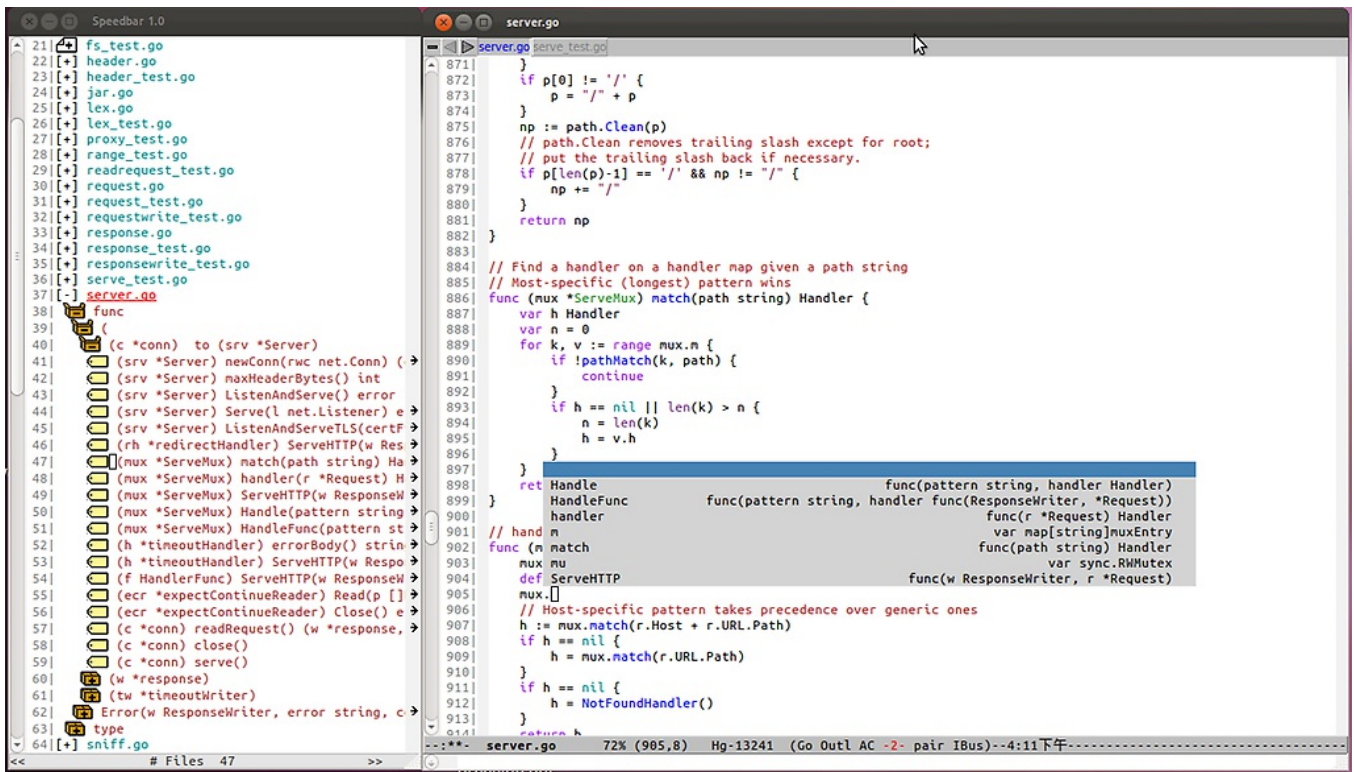 Speedbar 1.0
21|[+] fs_test.go
22|[+] header.go
23|[+] header_test.go
24|[+] jar.go
25|[+] lex.go
26|[+] lex_test.go
27|[+] proxy_test.go
28|[+] range_test.go
29|[+] readrequest_test.go
30|[+] request.go
31|[+] request_test.go
32|[+] requestwrite_test.go
33|[+] response.go
34|[+] response_test.go
35|[+] responsewrite_test.go
36|[+] serve_test.go
37|[-] server.go
38| func
39| (
40| (c *conn) to (srv *Server)
41| (srv *Server) newConn(rwc net.Conn) (
42| (srv *Server) maxHeaderBytes() int
43| (srv *Server) ListenAndServe() error
44| (srv *Server) Serve(l net.Listener) e
45| (srv *Server) ListenAndServeTLS(certF
46| (rh *redirectHandler) ServeHTTP(w Res
47| (mux *ServeMux) match(path string) Ha
48| (mux *ServeMux) handler(r *Request) H
49| (mux *ServeMux) ServeHTTP(w ResponseW
50| (mux *ServeMux) Handle(pattern string
51| (mux *ServeMux) HandleFunc(pattern st
52| (h *timeoutHandler) errorBody() strin
53| (h *timeoutHandler) ServeHTTP(w Respo
54| (f HandlerFunc) ServeHTTP(w ResponseW
55| (ecr *expectContinueReader) Read(p []
56| (ecr *expectContinueReader) Close() e
57| (c *conn) readRequest() (w *response,
58| (c *conn) close()
59| (c *conn) serve()
60| (w *response)
61| (tw *timeoutWriter)
62| Error(w ResponseWriter, error string, c
63| type
64|[+] sniff.go
<< # Files 47 >>
server.go
server.go serve_test.go
871| }
872| if p[0] != '/' {
873| p = "/" + p
874| }
875| np := path.Clean(p)
876| // path.Clean removes trailing slash except for root;
877| // put the trailing slash back if necessary.
878| if p[len(p)-1] == '/' && np != "/" {
879| np += "/"
880| }
881| return np
882| }
883|
884| // Find a handler on a handler map given a path string
885| // Most-specific (longest) pattern wins
886| func (mux *ServeMux) match(path string) Handler {
887| var h Handler
888| var n = 0
889| for k, v := range mux.m {
890| if !pathMatch(k, path) {
891| continue
892| }
893| if h == nil || len(k) > n {
894| n = len(k)
895| h = v.h
896| }
897| }
898| ret Handle func(pattern string, handler Handler)
899| } HandleFunc func(pattern string, handler func(ResponseWriter, *Request))
900| handler func(r *Request) Handler
901| // hand m var map[string]muxEntry
902| func (m match func(path string) Handler
903| mux mu var sync.RWMutex
904| def ServeHTTP func(w ResponseWriter, r *Request)
905| mux.
906| // Host-specific pattern takes precedence over generic ones
907| h := mux.match(r.Host + r.URL.Path)
908| if h == nil {
909| h = mux.match(r.URL.Path)
910| }
911| if h == nil {
912| h = NotFoundHandler()
913| }
914| return h
--:**- server.go 72% (905,8) Hg-13241 (Go Outl AC -2- pair IBus)--4:11下午-----------------------------------